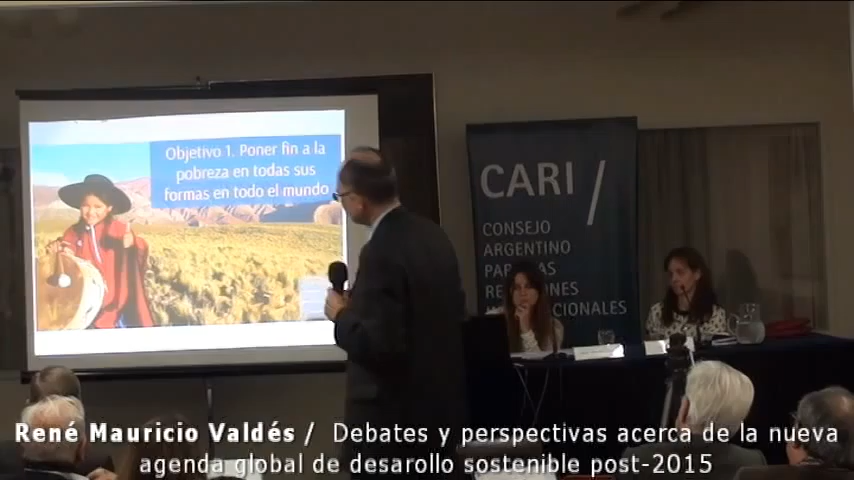 Objetivo 1. Poner fin a la
pobreza en todas sus
formas en todo el mundo
CARI /
CONSEJO
ARGENTINO
PARA LAS
RELACIONES
INTERNACIONALES
René Mauricio Valdés / Debates y perspectivas acerca de la nueva
agenda global de desarollo sostenible post-2015